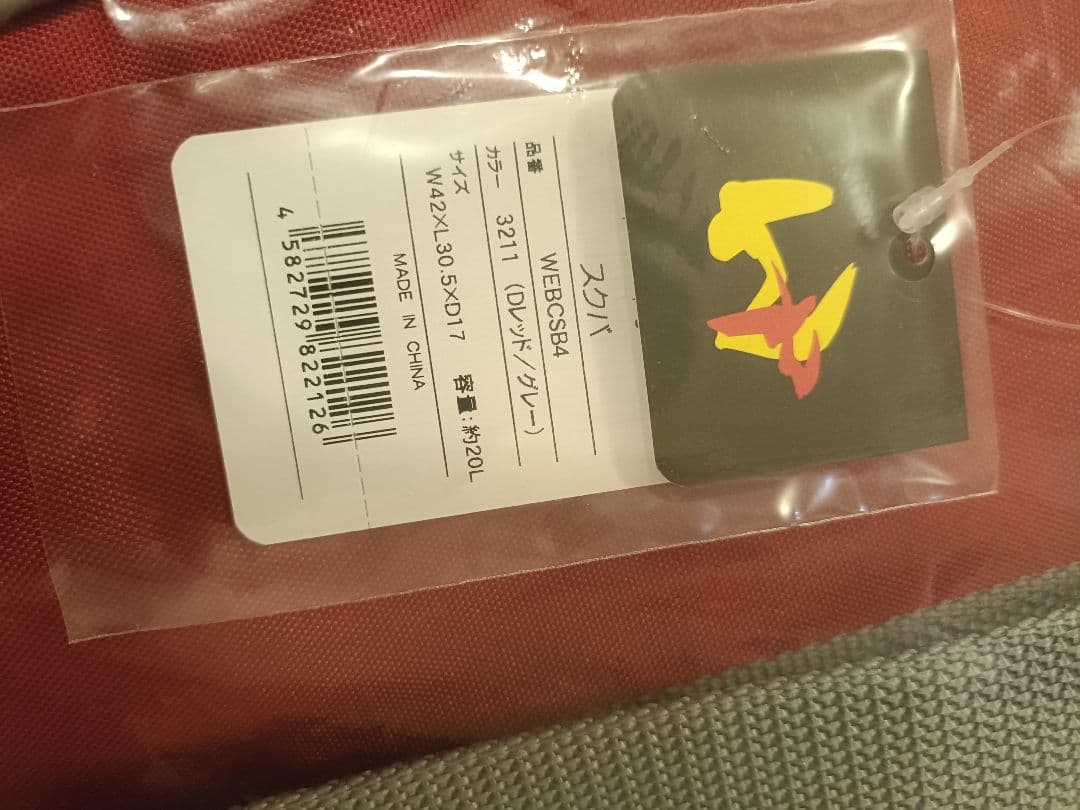 スクバ
品番 WEBCSB4
カラー 3211 (Dレッド/グレー)
サイズ
W42×L30.5×D17 容量:約20L
MADE IN CHINA
4 582729 822126